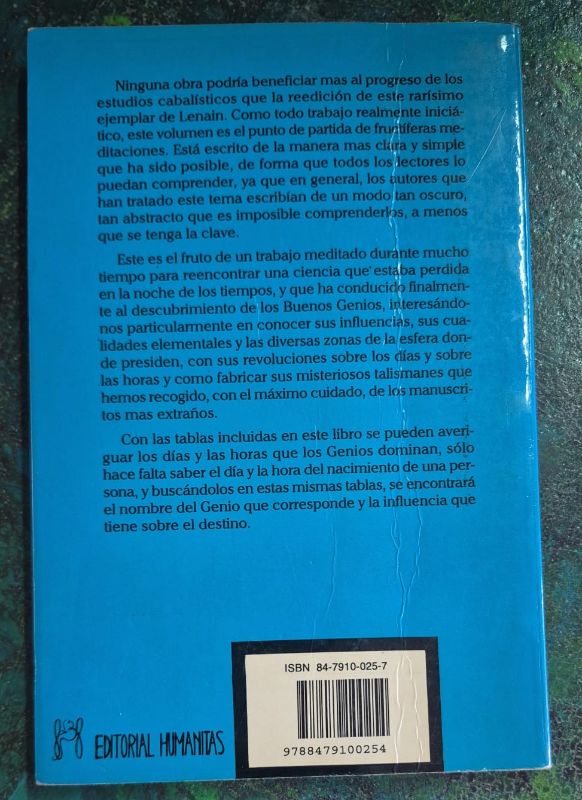 Ninguna obra podría beneficiar mas al progreso de los
estudios cabalísticos que la reedición de este rarísimo
ejemplar de Lenain. Como todo trabajo realmente iniciá-
tico, este volumen es el punto de partida de fructíferas me-
ditaciones. Está escrito de la manera mas clara y simple
que ha sido posible, de forma que todos los lectores lo
puedan comprender, ya que en general, los autores que
han tratado este tema escribían de un modo tan oscuro,
tan abstracto que es imposible comprenderlos, a menos
que se tenga la clave.
Este es el fruto de un trabajo meditado durante mucho
tiempo para reencontrar una ciencia que estaba perdida
en la noche de los tiempos, y que ha conducido finalmen-
te al descubrimiento de los Buenos Genios, interesándo-
nos particularmente en conocer sus influencias, sus cua-
lidades elementales y las diversas zonas de la esfera don-
de presiden, con sus revoluciones sobre los días y sobre
las horas y como fabricar sus misteriosos talismanes que
hemos recogido, con el máximo cuidado, de los manuscri-
tos mas extraños.
Con las tablas incluidas en este libro se pueden averi-
guar los días y las horas que los Genios dominan, sólo
hace falta saber el día y la hora del nacimiento de una per-
sona, y buscándolos en estas mismas tablas, se encontrará
el nombre del Genio que corresponde y la influencia que
tiene sobre el destino.
ISBN 84-7910-025-7
9788479100254
EDITORIAL HUMANITAS